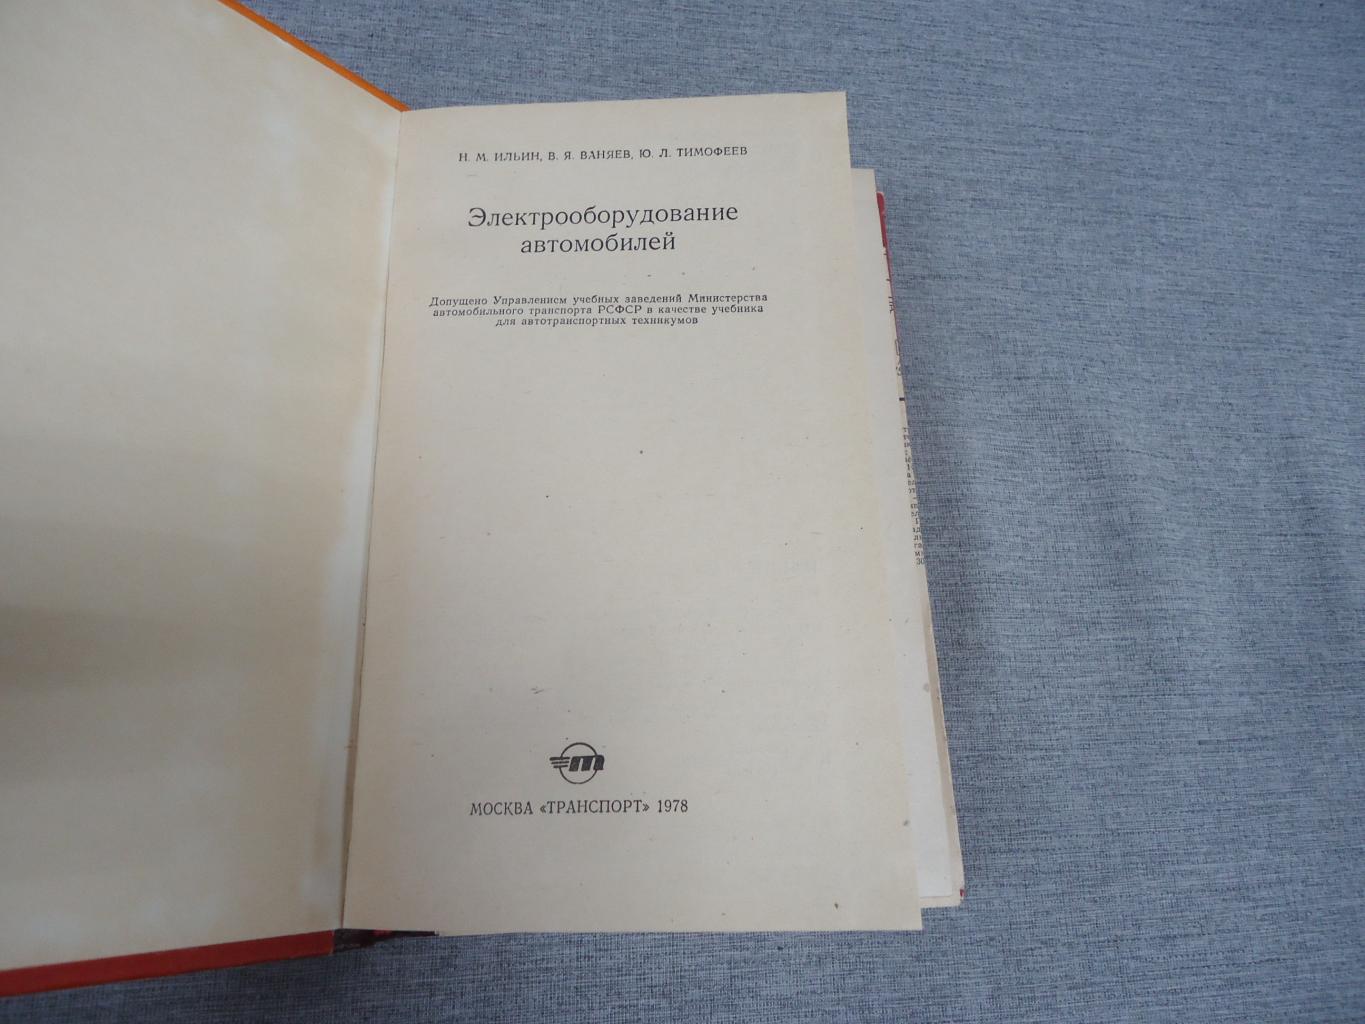 Н. М. ИЛЬИН, В. Я. ВАНЯЕВ, Ю. Л. ТИМОФЕЕВ
Электрооборудование
автомобилей
Допущено Управлением учебных заведений Министерства
автомобильного транспорта РСФСР в качестве учебника
для автотранспортных техникумов
МОСКВА «ТРАНСПОРТ» 1978